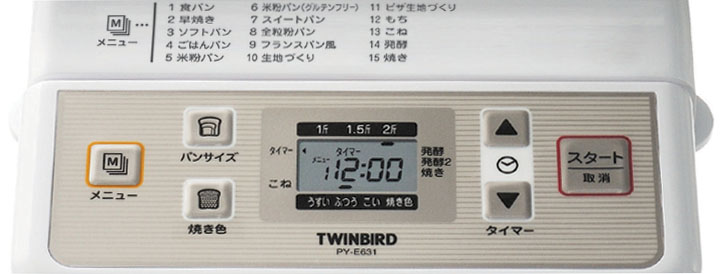 1 食パン 6 米粉パン(グルテンフリー) 11 ピザ生地づくり
2 早焼き 7 スイートパン 12 もち
3 ソフトパン 8 全粒粉パン 13 こね
4 ごはんパン 9 フランスパン風 14 発酵
5 米粉パン 10 生地づくり 15 焼き
M ...
メニュー
1斤 1.5斤 2斤
タイマー
メニュー タイマー
1 12:00
発酵
発酵2
焼き
こね
うすい ふつう こい 焼き色
M
メニュー
パンサイズ
焼き色
タイマー
スタート
取消
TWINBIRD
PY-E631